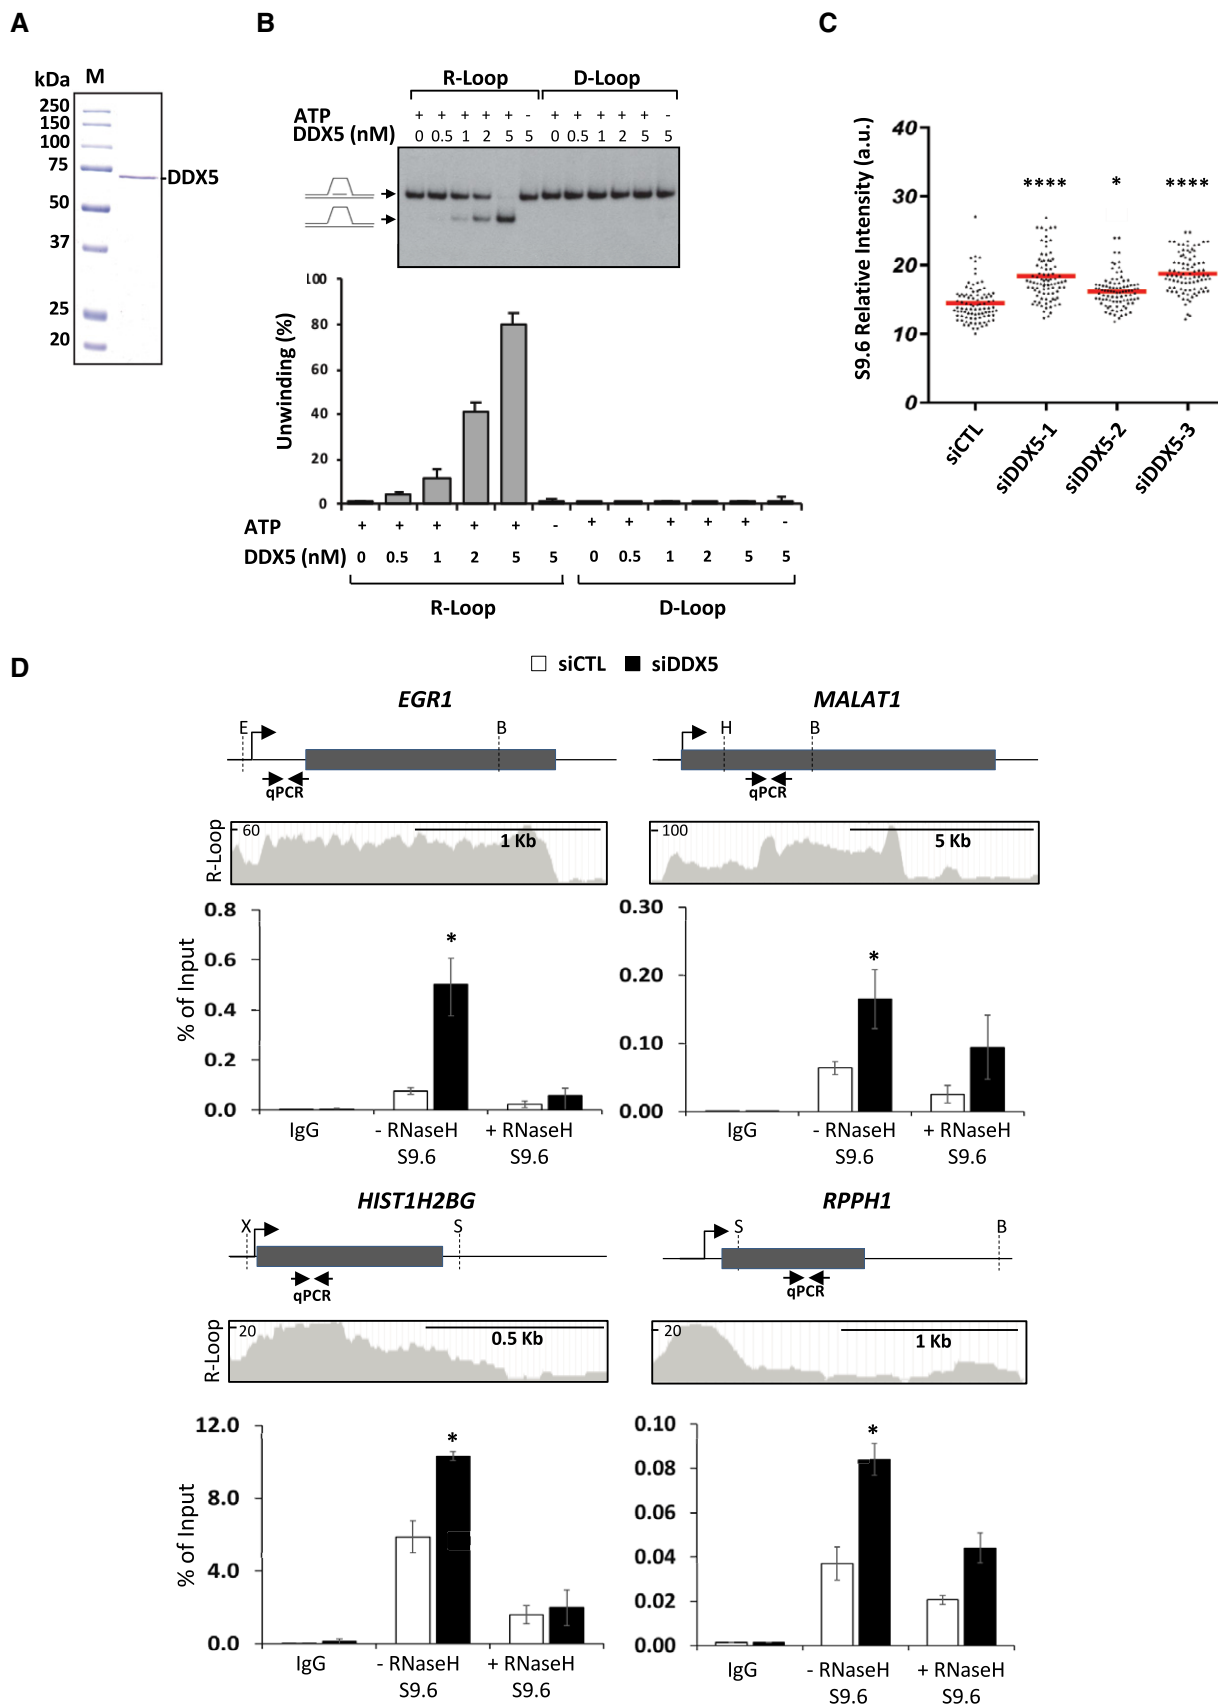 A
kDa M
250
150
100
75
50
37
25
20
DDX5
B
R-Loop D-Loop
ATP + + + + + - + + + + + -
DDX5 (nM) 0 0.5 1 2 5 5 0 0.5 1 2 5 5
Unwinding (%)
100
80
60
40
20
0
ATP + + + + + - + + + + + -
DDX5 (nM) 0 0.5 1 2 5 5 0 0.5 1 2 5 5
R-Loop D-Loop
C
S9.6 Relative Intensity (a.u.)
40
30
20
10
0
**** * ****
siCTL siDDX5-1 siDDX5-2 siDDX5-3
D
siCTL siDDX5
EGR1
E B
qPCR
R-Loop
60
1 Kb
% of Input
0.8
0.6
0.4
0.2
0.0
*
IgG - RNaseH + RNaseH
S9.6 S9.6
MALAT1
H B
qPCR
100
5 Kb
0.30
0.20
0.10
0.00
*
IgG - RNaseH + RNaseH
S9.6 S9.6
HIST1H2BG
X S
qPCR
R-Loop
20
0.5 Kb
% of Input
12.0
8.0
4.0
0.0
*
IgG - RNaseH + RNaseH
S9.6 S9.6
RPPH1
S B
qPCR
20
1 Kb
0.10
0.08
0.06
0.04
0.02
0.00
*
IgG - RNaseH + RNaseH
S9.6 S9.6